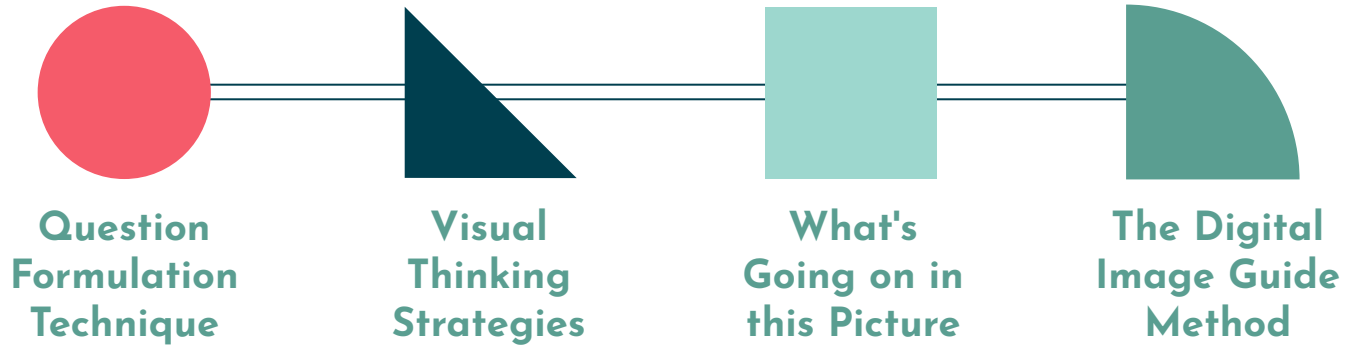 Question
Formulation
Technique
Visual
Thinking
Strategies
What's
Going on in
this Picture
The Digital
Image Guide
Method